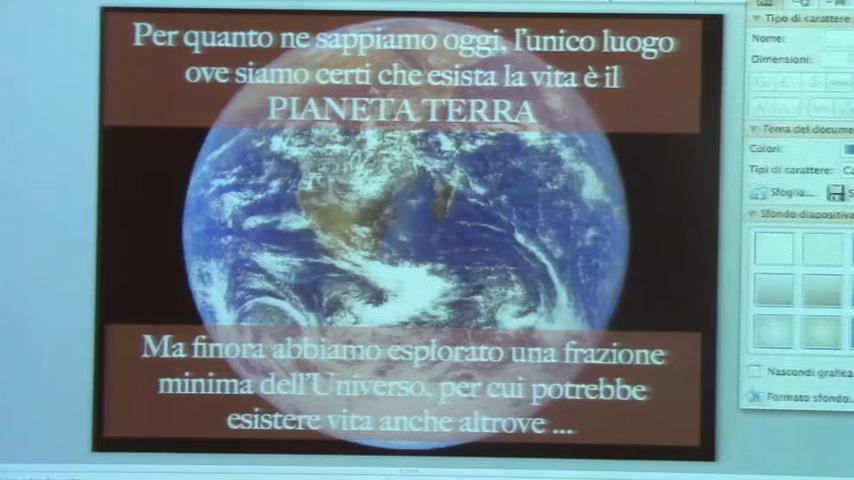 Per quanto ne sappiamo oggi, l'unico luogo
ove siamo certi che esista la vita è il
PIANETA TERRA
Ma finora abbiamo esplorato una frazione
minima dell'Universo, per cui potrebbe
esistere vita anche altrove ...
Tipo di carattere
Nome:
Dimensioni:
Tema del docume
Colori:
Tipi di carattere: Ca
Sfoglia... S
Sfondo diapositiva
Nascondi grafica
Formato sfondo...